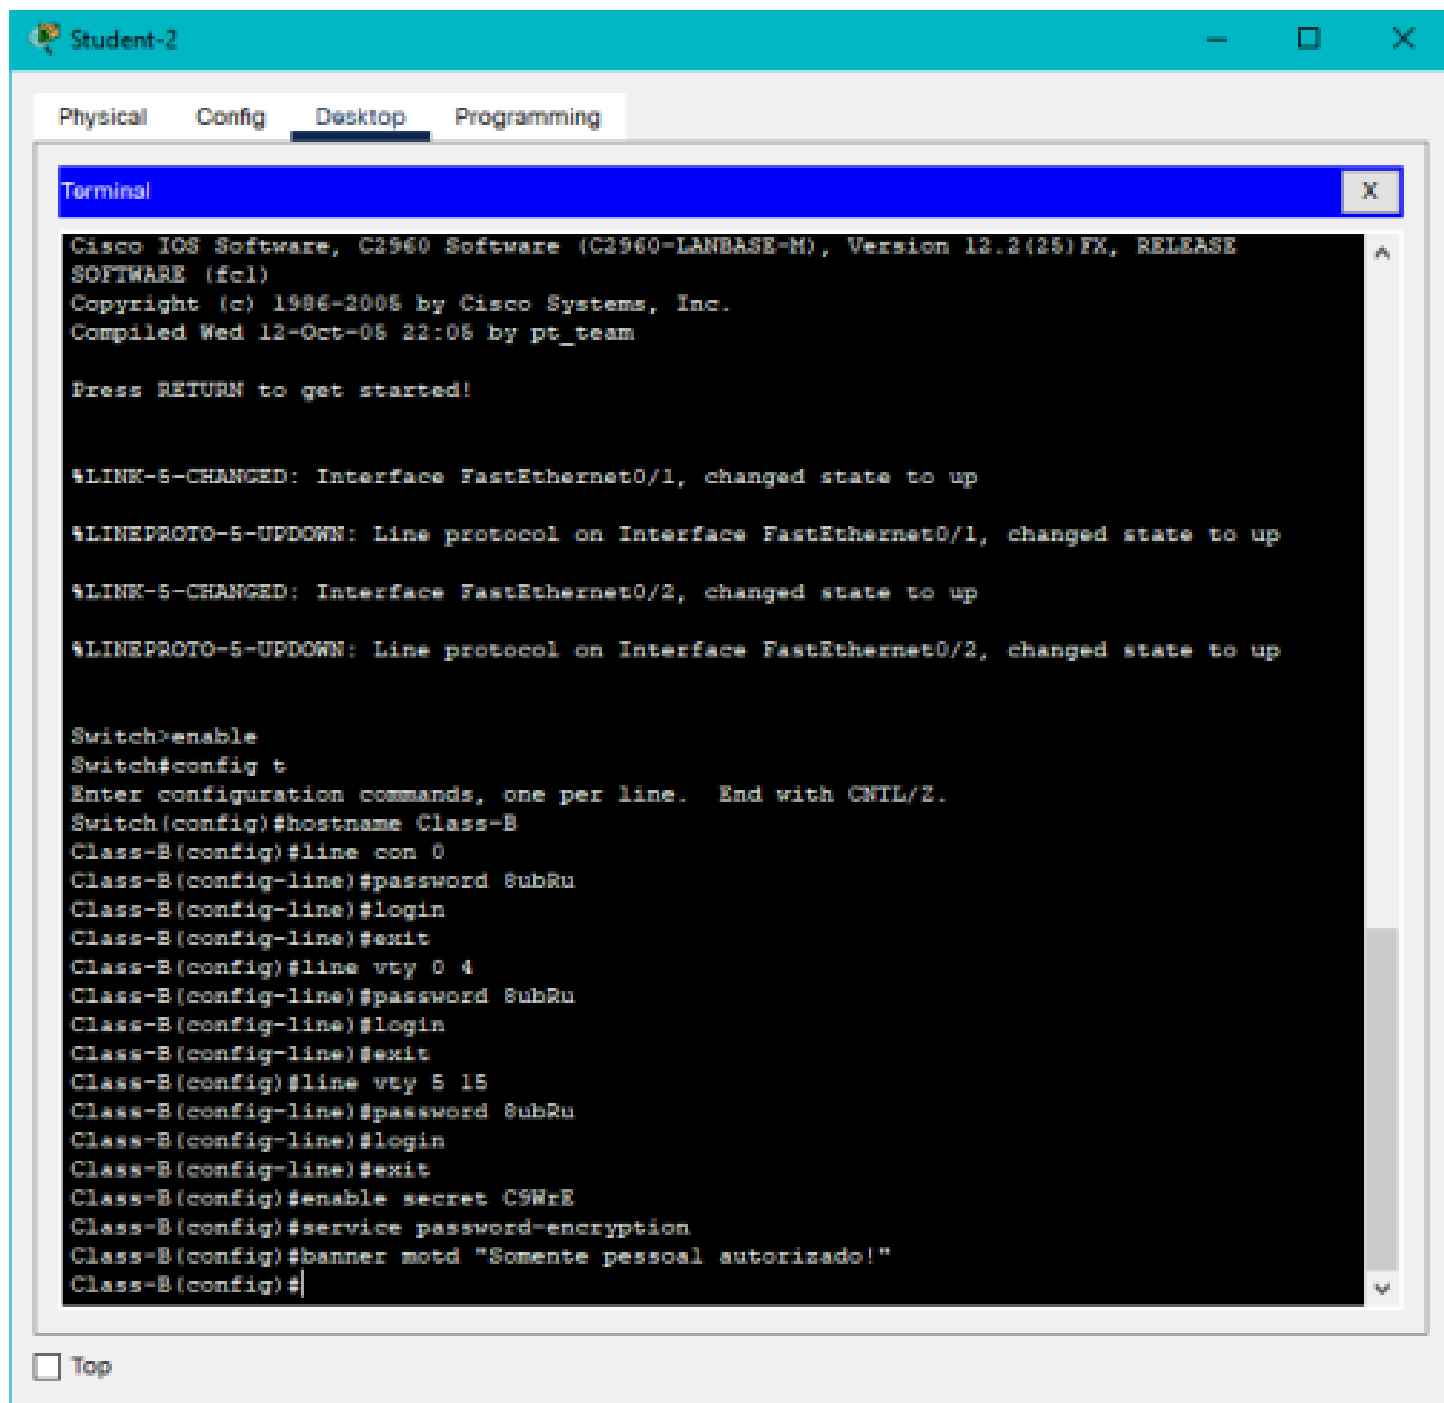 Student-2
Physical Config Desktop Programming
Terminal
X
Cisco IOS Software, C2960 Software (C2960-LANBASE-M), Version 12.2(25)FX, RELEASE
SOFTWARE (fc1)
Copyright (c) 1986-2005 by Cisco Systems, Inc.
Compiled Wed 12-Oct-05 22:05 by pt_team
Press RETURN to get started!
%LINK-5-CHANGED: Interface FastEthernet0/1, changed state to up
%LINEPROTO-5-UPDOWN: Line protocol on Interface FastEthernet0/1, changed state to up
%LINK-5-CHANGED: Interface FastEthernet0/2, changed state to up
%LINEPROTO-5-UPDOWN: Line protocol on Interface FastEthernet0/2, changed state to up
Switch>enable
Switch#config t
Enter configuration commands, one per line.  End with CNTL/Z.
Switch(config)#hostname Class-B
Class-B(config)#line con 0
Class-B(config-line)#password 8ubRu
Class-B(config-line)#login
Class-B(config-line)#exit
Class-B(config)#line vty 0 4
Class-B(config-line)#password 8ubRu
Class-B(config-line)#login
Class-B(config-line)#exit
Class-B(config)#line vty 5 15
Class-B(config-line)#password 8ubRu
Class-B(config-line)#login
Class-B(config-line)#exit
Class-B(config)#enable secret C9WrE
Class-B(config)#service password-encryption
Class-B(config)#banner motd "Somente pessoal autorizado!"
Class-B(config)#
Top